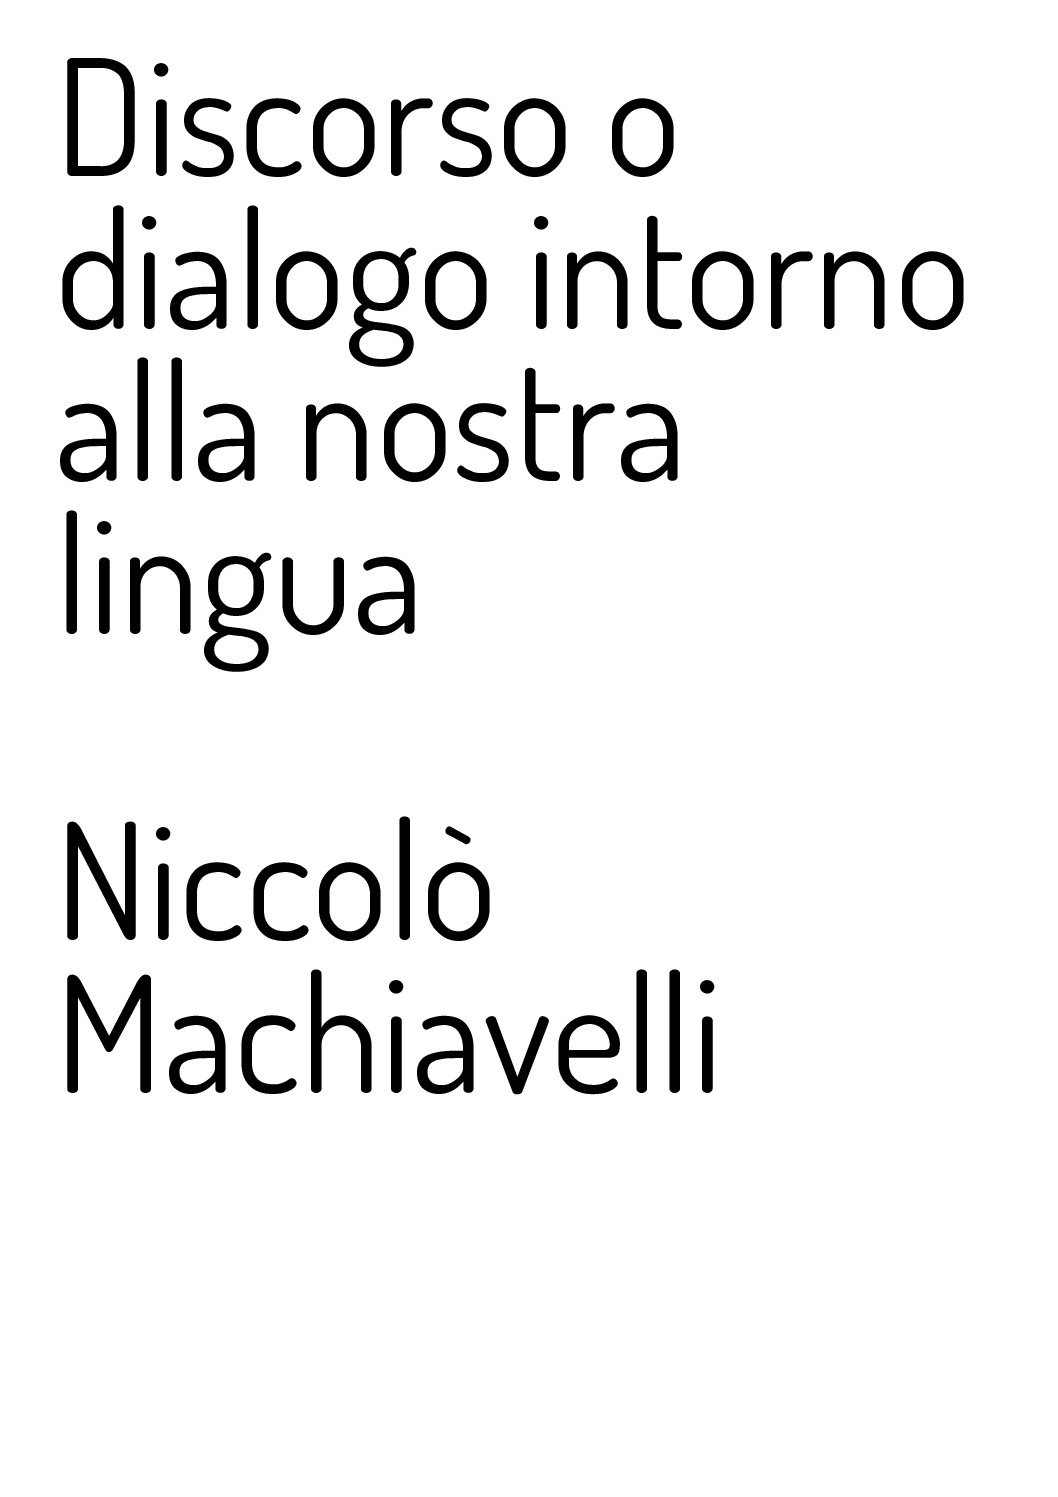 Discorso o
dialogo intorno
alla nostra
lingua
Niccolò
Machiavelli